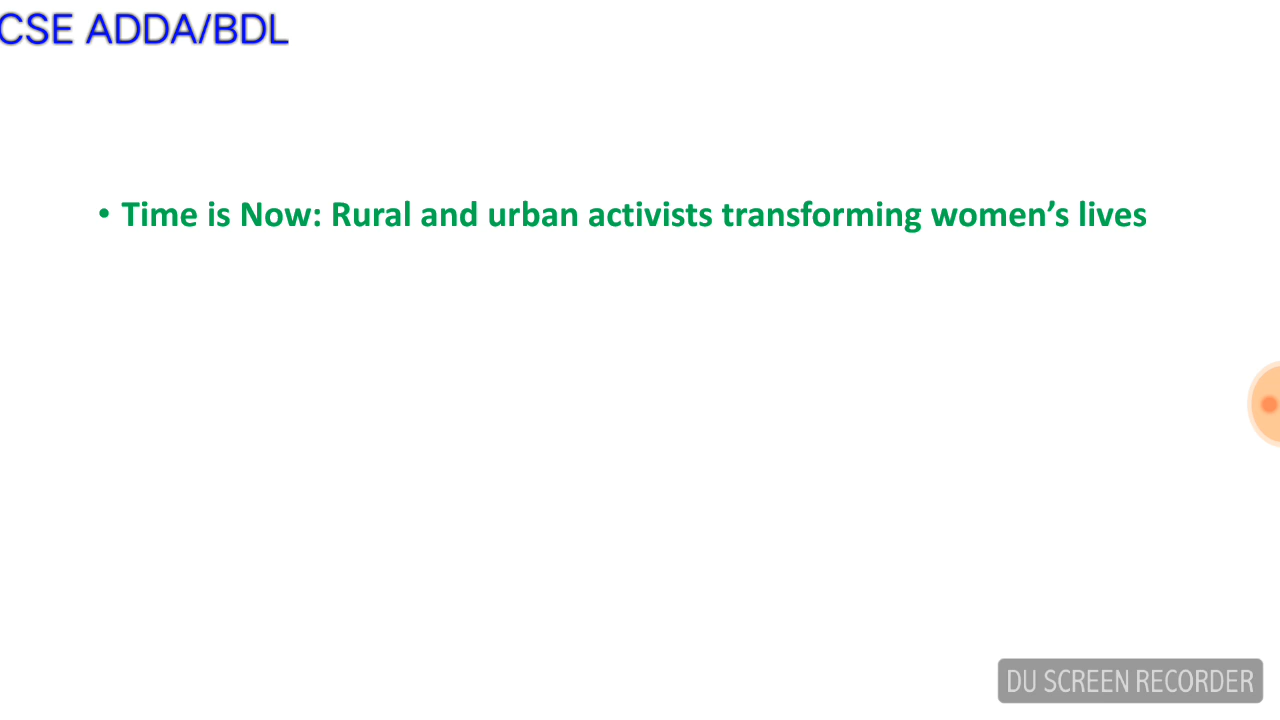 CSE ADDA/BDL
• Time is Now: Rural and urban activists transforming women’s lives
DU SCREEN RECORDER